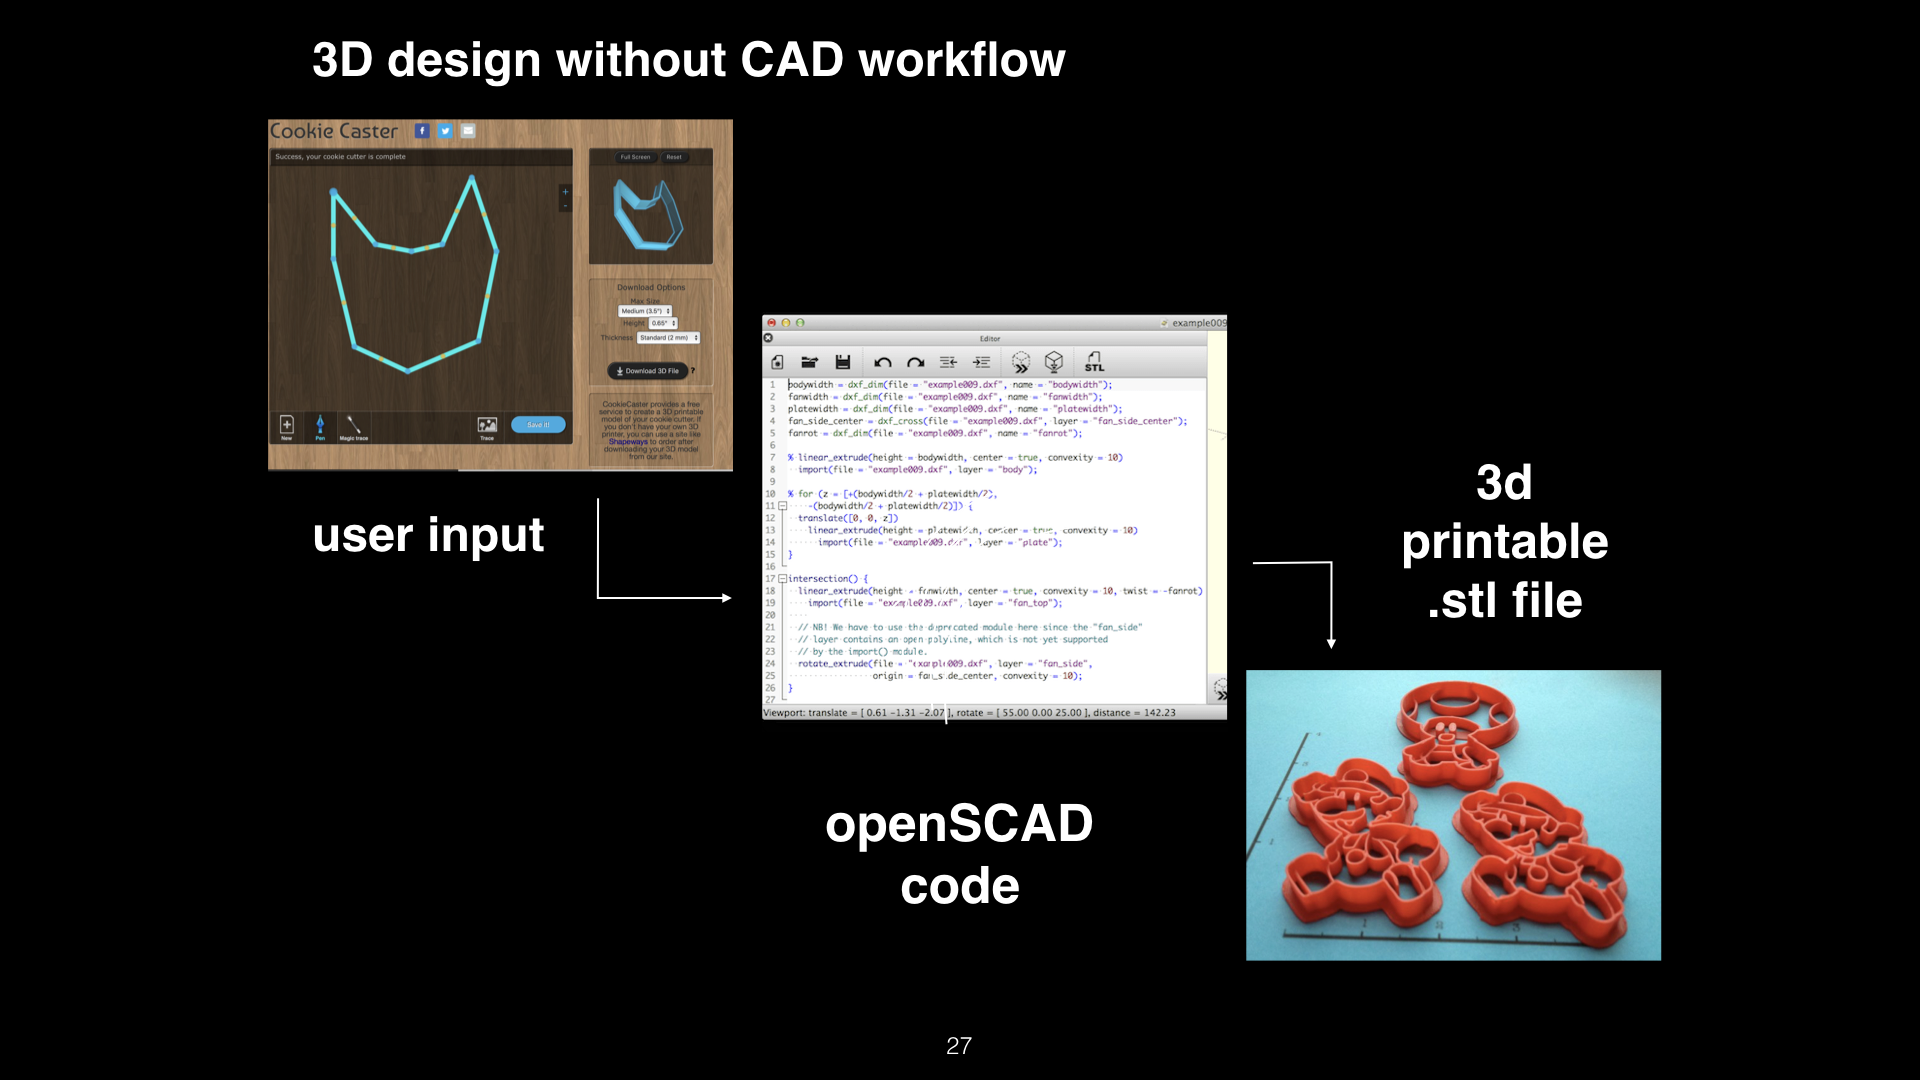 3D design without CAD workflow
Cookie Caster
Success, your cookie cutter is complete
Full Screen
Reset
+
-
Download Options
Max Size
Medium (3.5")
Height 0.65"
Thickness Standard (2 mm)
Download 3D File ?
CookieCaster provides a free
service to create a 3D printable
model of your cookie cutter. If
you don't have your own 3D
printer, you can use a site like
Shapeways to order after
downloading your 3D model
from our site.
New
Pen
Magic trace
Trace
Save it!
user input
example009
Editor
STL
1 bodywidth = dxf_dim(file = "example009.dxf", name = "bodywidth");
2 fanwidth = dxf_dim(file = "example009.dxf", name = "fanwidth");
3 platewidth = dxf_dim(file = "example009.dxf", name = "platewidth");
4 fan_side_center = dxf_cross(file = "example009.dxf", layer = "fan_side_center");
5 fanrot = dxf_dim(file = "example009.dxf", name = "fanrot");
6
7 % linear_extrude(height = bodywidth, center = true, convexity = 10)
8 import(file = "example009.dxf", layer = "body");
9
10 % for (z = [+(bodywidth/2 + platewidth/2),
11 -(bodywidth/2 + platewidth/2)]) {
12 translate([0, 0, z])
13 linear_extrude(height = platewidth, center = true, convexity = 10)
14 import(file = "example009.dxf", layer = "plate");
15 }
16
17 intersection() {
18 linear_extrude(height = fanwidth, center = true, convexity = 10, twist = -fanrot)
19 import(file = "example009.dxf", layer = "fan_top");
20
21 // NB! We have to use the deprecated module here since the "fan_side"
22 // layer contains an open polyline, which is not yet supported
23 // by the import() module.
24 rotate_extrude(file = "example009.dxf", layer = "fan_side",
25 origin = fan_side_center, convexity = 10);
26 }
27
Viewport: translate = [ 0.61 -1.31 -2.07 ], rotate = [ 55.00 0.00 25.00 ], distance = 142.23
openSCAD
code
3d
printable
.stl file
27